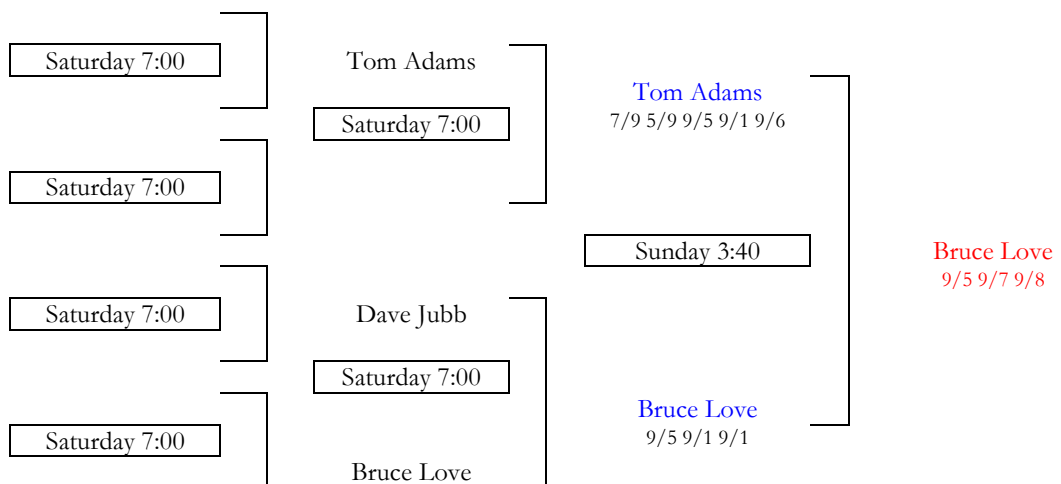 Saturday 7:00
Saturday 7:00
Saturday 7:00
Saturday 7:00
Tom Adams
Saturday 7:00
Dave Jubb
Saturday 7:00
Bruce Love
Tom Adams
7/9 5/9 9/5 9/1 9/6
Sunday 3:40
Bruce Love
9/5 9/1 9/1
Bruce Love
9/5 9/7 9/8